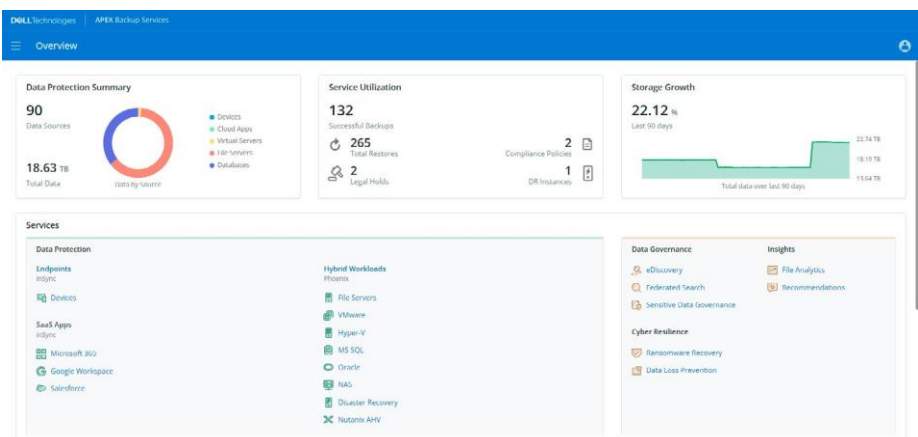 DELLTechnologies | APEX Backup Services
Overview
Data Protection Summary
90
Data Sources
18.63 TB
Total Data
Data by Source
Devices
Cloud Apps
Virtual Servers
File Servers
Databases
Service Utilization
132
Successful Backups
265
Total Restores
2
Compliance Policies
2
Legal Holds
1
DR Instances
Storage Growth
22.12 %
Last 90 days
22.74 TB
18.19 TB
13.64 TB
Total data over last 90 days
Services
Data Protection
Endpoints
inSync
Devices
SaaS Apps
inSync
Microsoft 365
Google Workspace
Salesforce
Hybrid Workloads
Phoenix
File Servers
VMware
Hyper-V
MS SQL
Oracle
NAS
Disaster Recovery
Nutanix AHV
Data Governance
eDiscovery
Federated Search
Sensitive Data Governance
Cyber Resilience
Ransomware Recovery
Data Loss Prevention
Insights
File Analytics
Recommendations